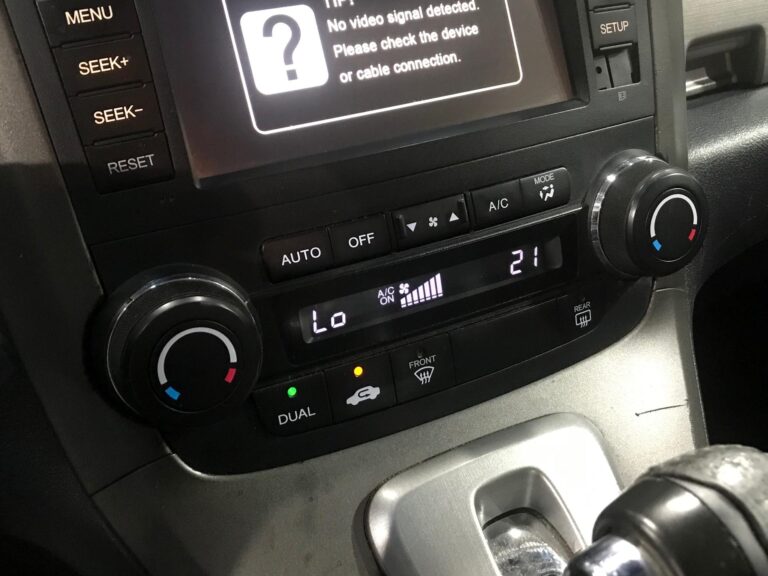 MENU
SEEK+
SEEK-
RESET
TIP!
No video signal detected.
Please check the device
or cable connection.
SETUP
AUTO
OFF
A/C
MODE
Lo
A/C
ON
21
DUAL
FRONT
REAR